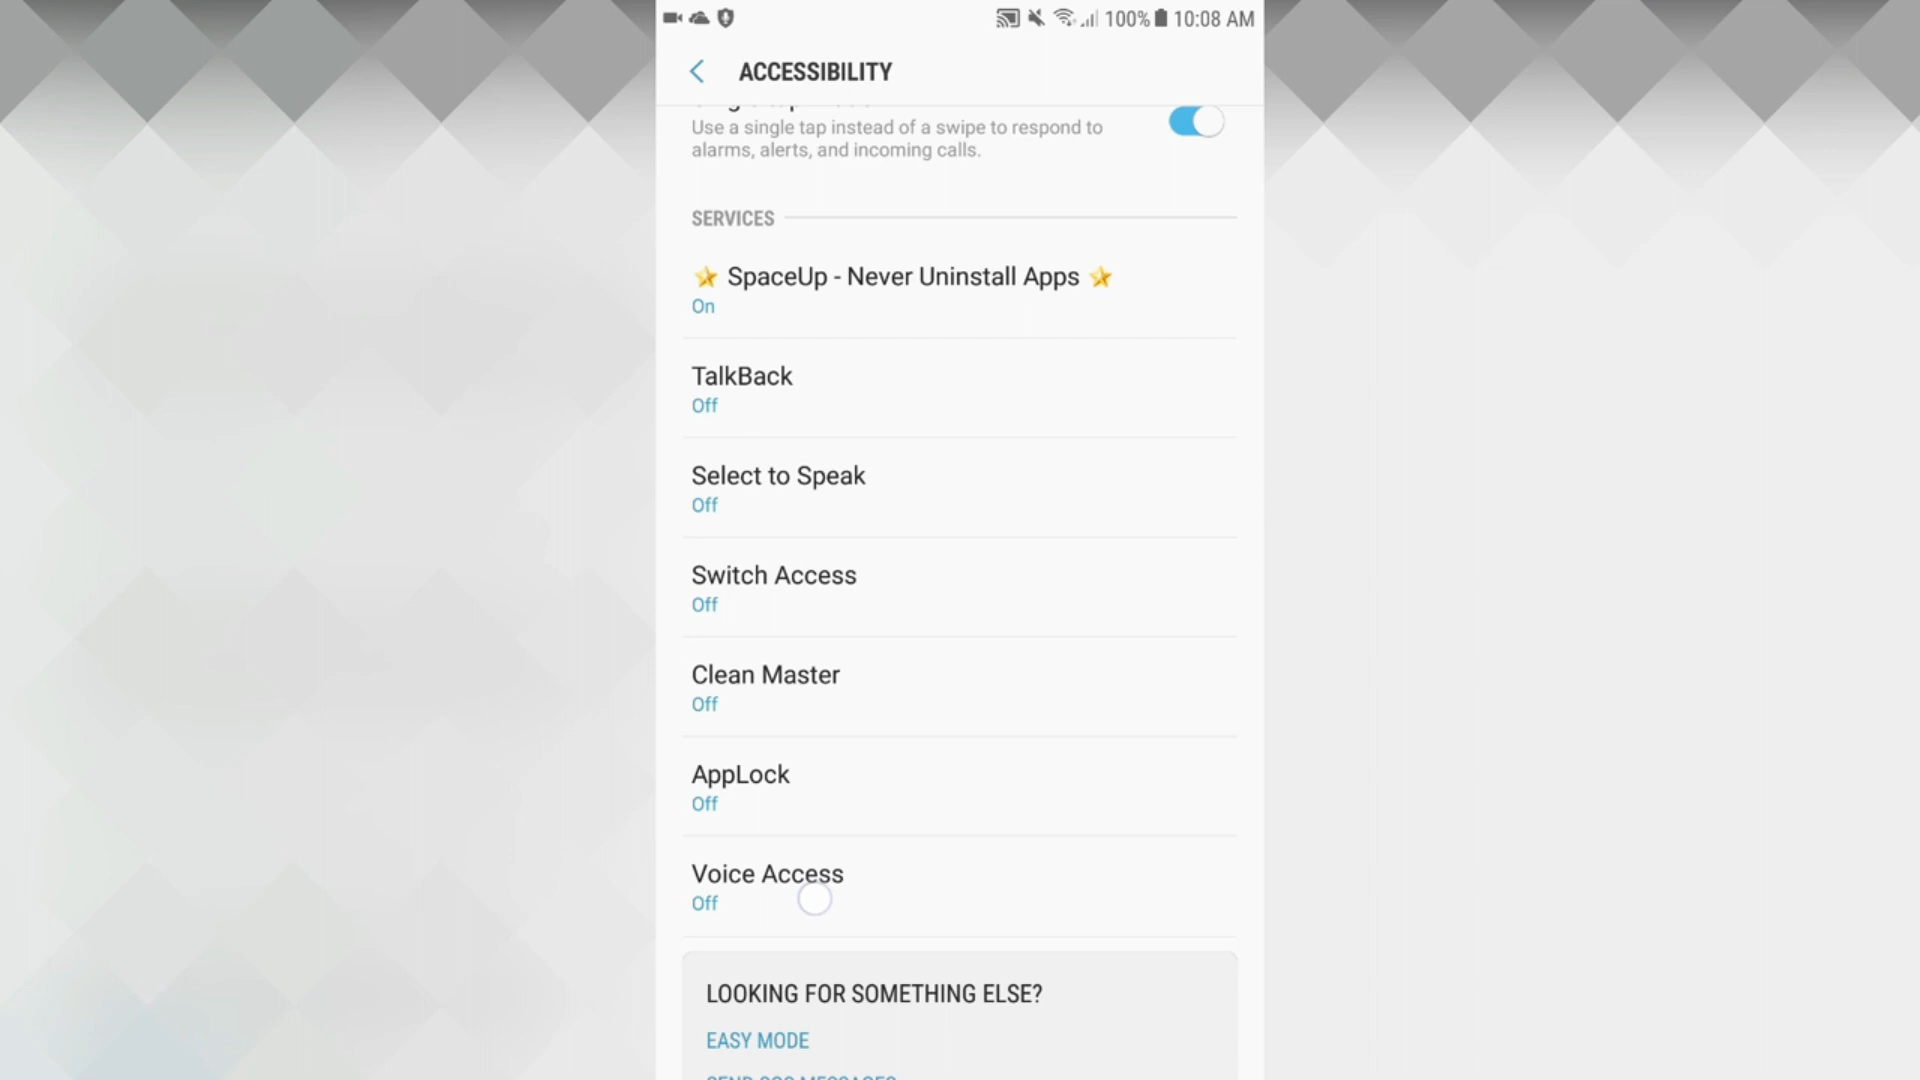 100% 10:08 AM
ACCESSIBILITY
Use a single tap instead of a swipe to respond to
alarms, alerts, and incoming calls.
SERVICES
SpaceUp - Never Uninstall Apps
On
TalkBack
Off
Select to Speak
Off
Switch Access
Off
Clean Master
Off
AppLock
Off
Voice Access
Off
LOOKING FOR SOMETHING ELSE?
EASY MODE